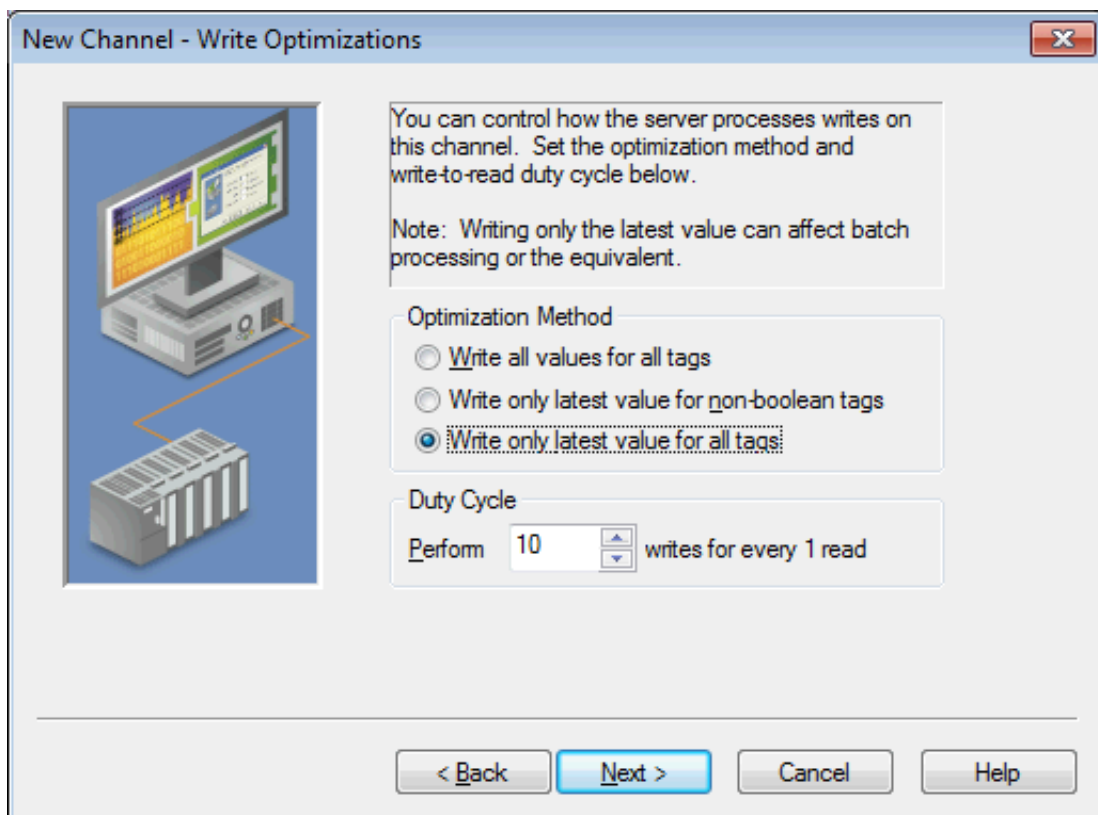 New Channel - Write Optimizations
You can control how the server processes writes on
this channel.  Set the optimization method and
write-to-read duty cycle below.
Note:  Writing only the latest value can affect batch
processing or the equivalent.
Optimization Method
Write all values for all tags
Write only latest value for non-boolean tags
Write only latest value for all tags
Duty Cycle
Perform 10 writes for every 1 read
< Back Next > Cancel Help